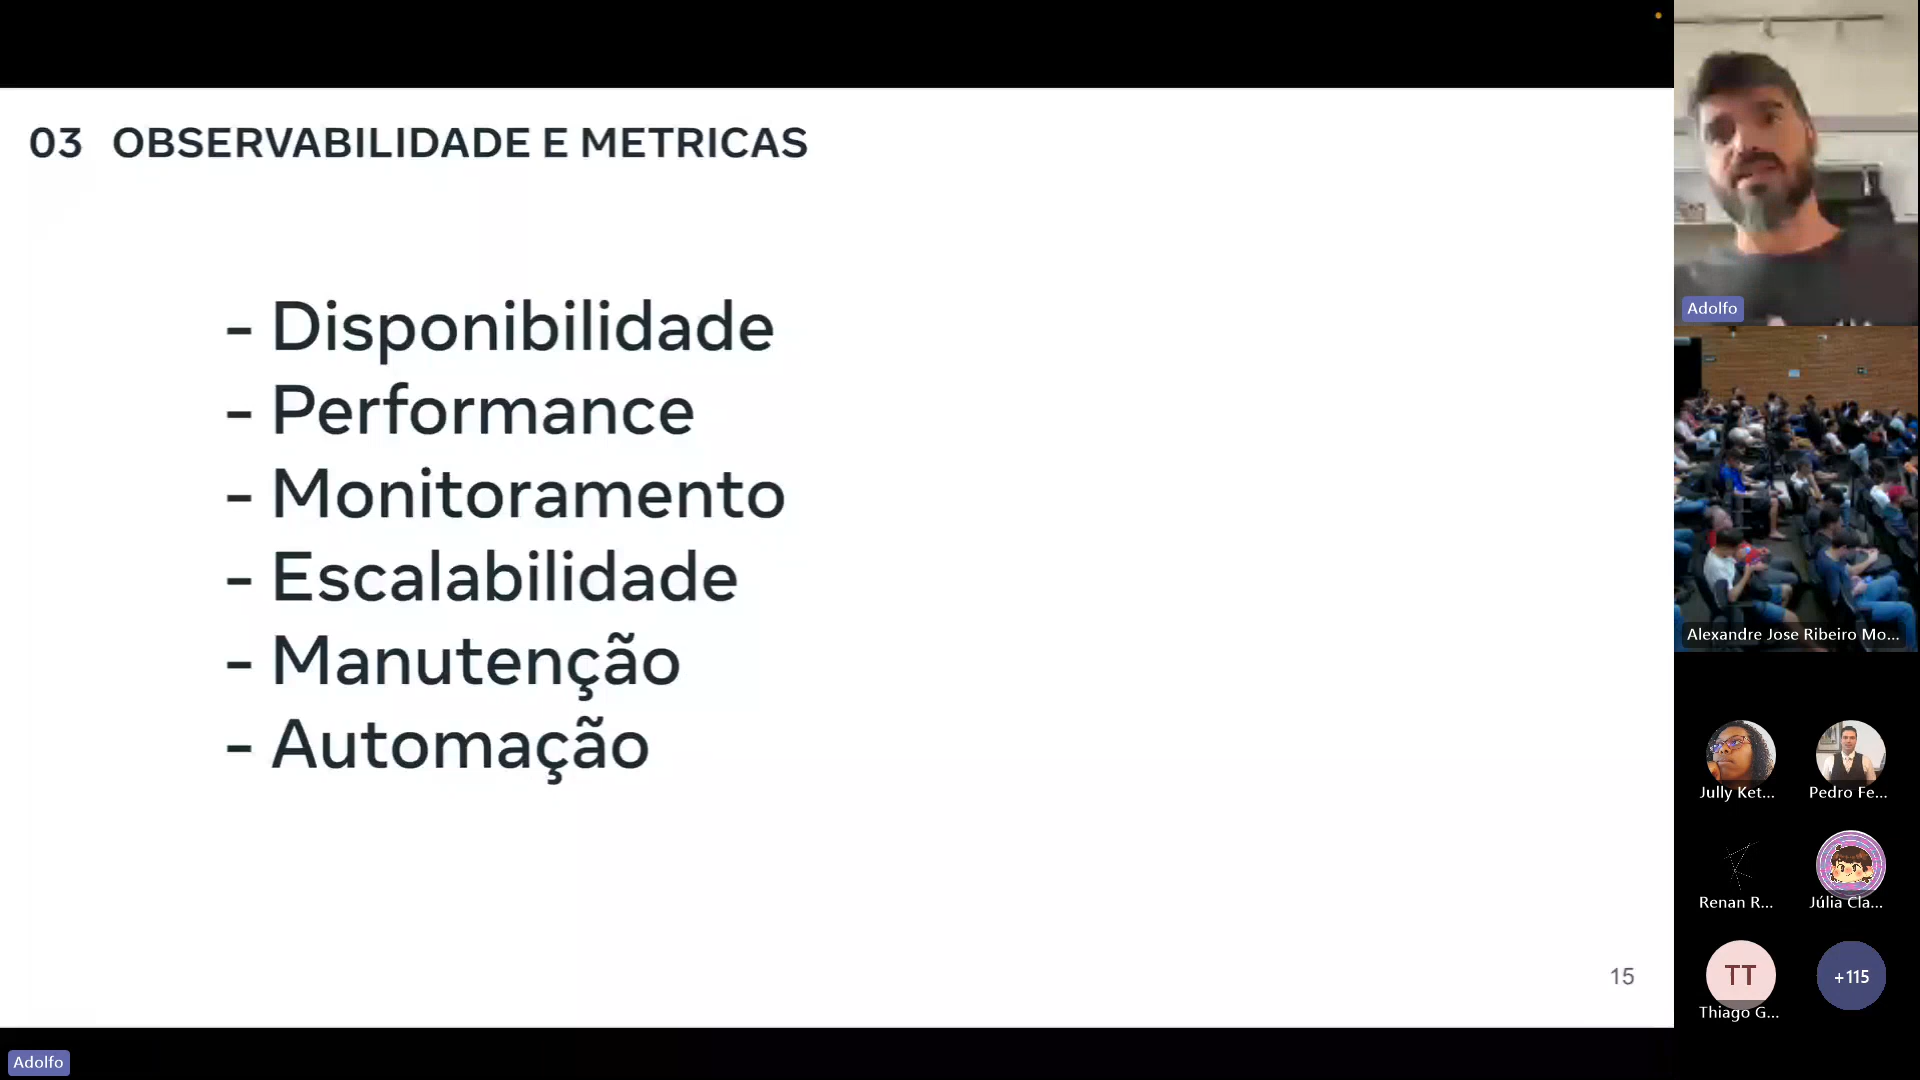 03 OBSERVABILIDADE E METRICAS
- Disponibilidade
- Performance
- Monitoramento
- Escalabilidade
- Manutenção
- Automação
15
Adolfo
Adolfo
Alexandre Jose Ribeiro Mo...
Jully Ket...
Pedro Fe...
Renan R...
Júlia Cla...
TT
Thiago G...
+115